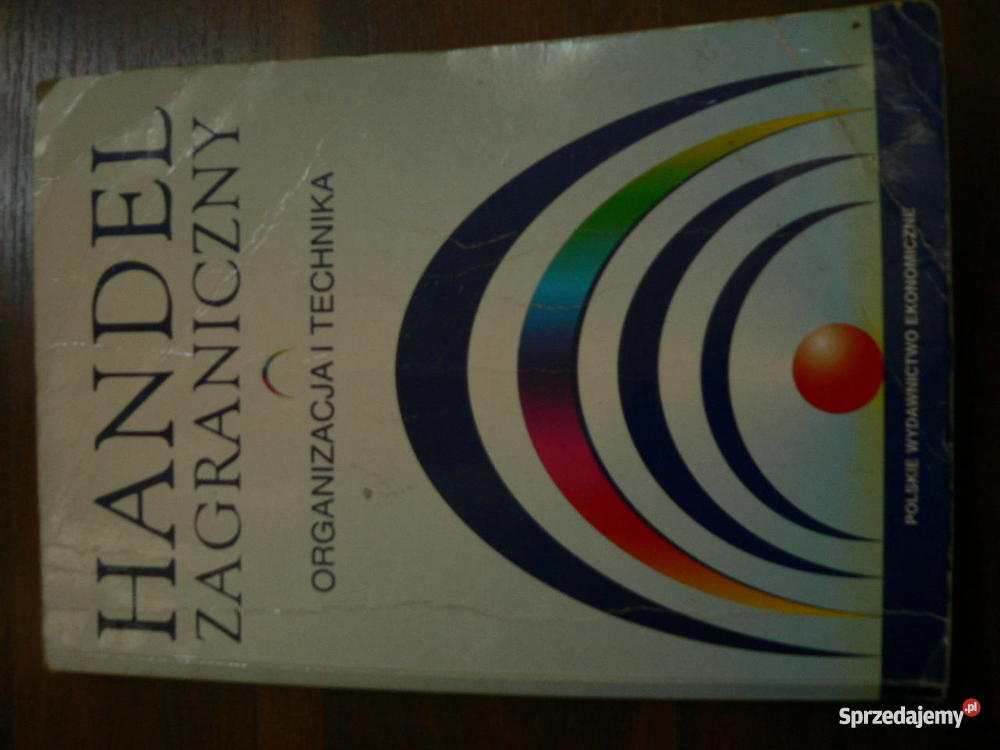 HANDEL
ZAGRANICZNY
ORGANIZACJA I TECHNIKA
POLSKIE WYDAWNICTWO EKONOMICZNE
Sprzedajemy.pl